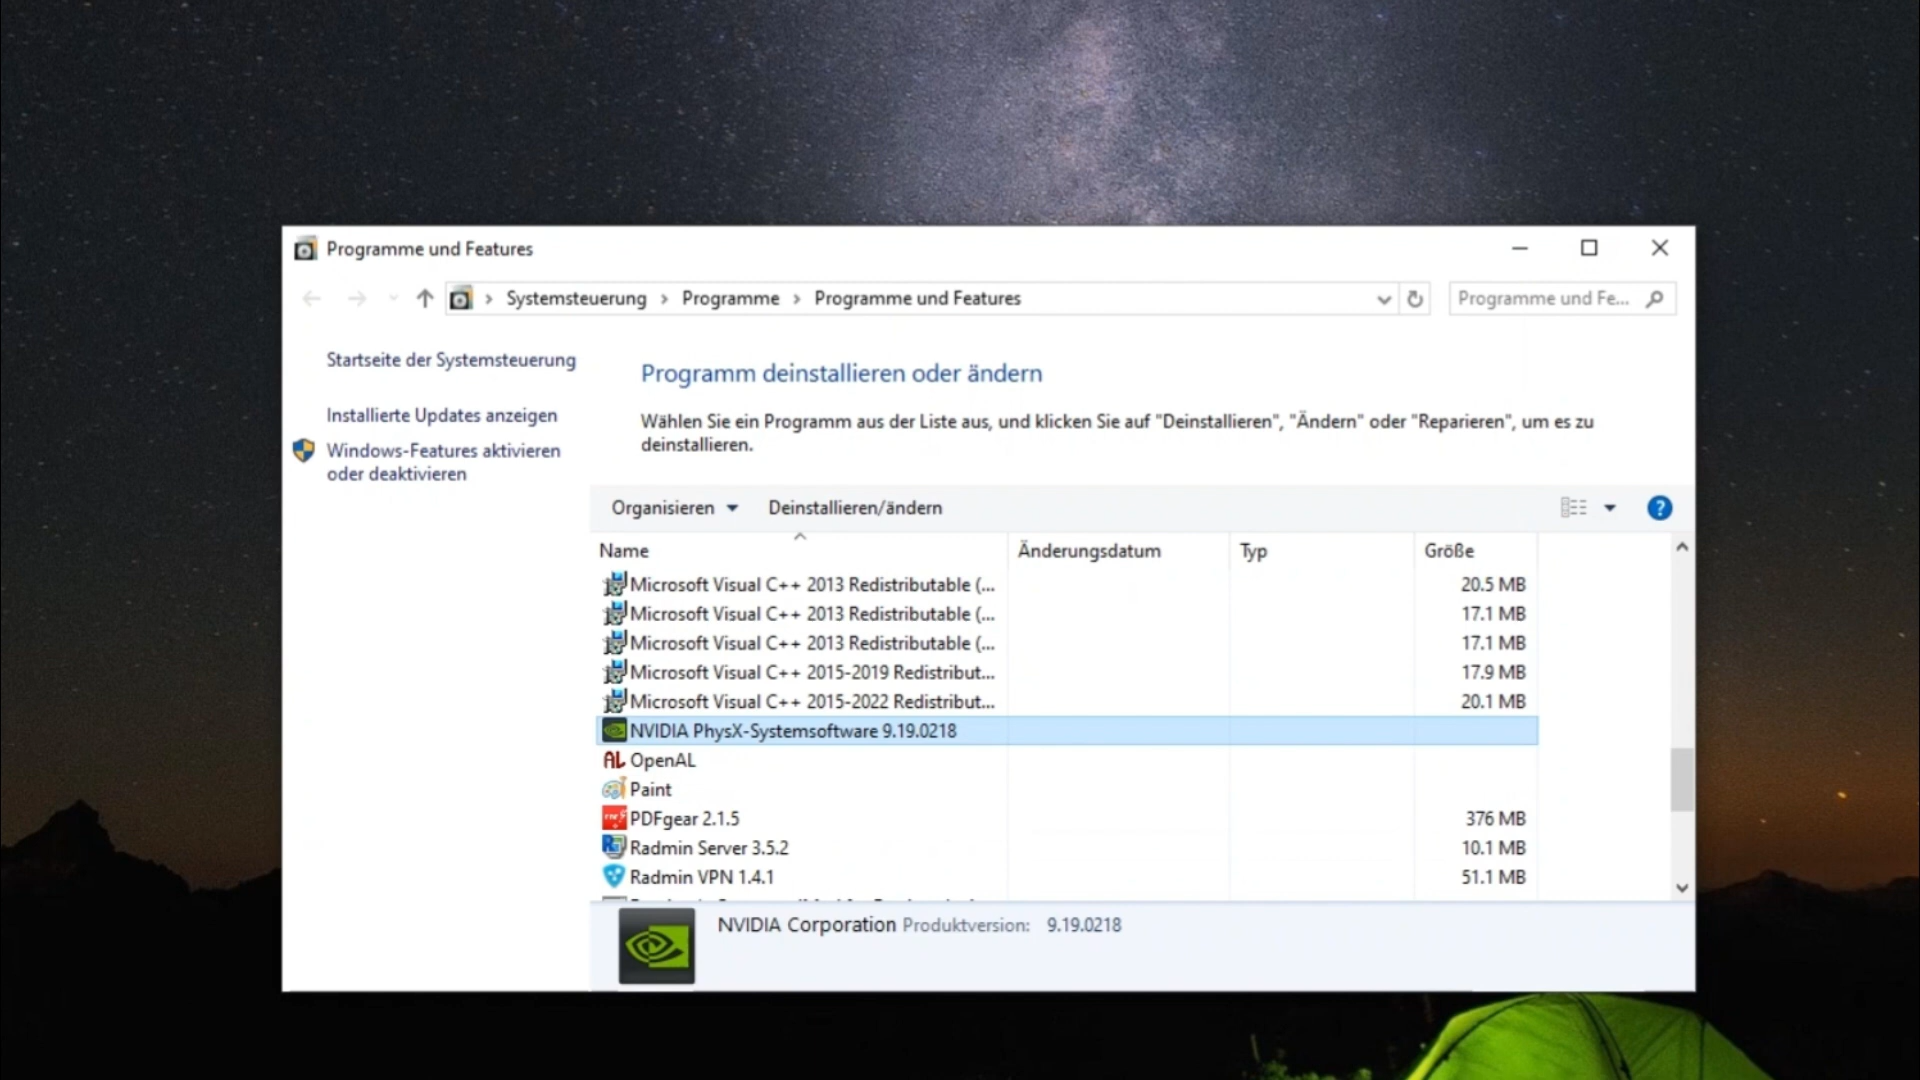 Programme und Features
Systemsteuerung
Programme
Programme und Features
Programme und Fe...
Startseite der Systemsteuerung
Installierte Updates anzeigen
Windows-Features aktivieren
oder deaktivieren
Programm deinstallieren oder ändern
Wählen Sie ein Programm aus der Liste aus, und klicken Sie auf "Deinstallieren", "Ändern" oder "Reparieren", um es zu
deinstallieren.
Organisieren Deinstallieren/ändern
Name Änderungsdatum Typ Größe
Microsoft Visual C++ 2013 Redistributable (... 20.5 MB
Microsoft Visual C++ 2013 Redistributable (... 17.1 MB
Microsoft Visual C++ 2013 Redistributable (... 17.1 MB
Microsoft Visual C++ 2015-2019 Redistribut... 17.9 MB
Microsoft Visual C++ 2015-2022 Redistribut... 20.1 MB
NVIDIA PhysX-Systemsoftware 9.19.0218
AL OpenAL
Paint
PDFgear 2.1.5 376 MB
Radmin Server 3.5.2 10.1 MB
Radmin VPN 1.4.1 51.1 MB
NVIDIA Corporation Produktversion: 9.19.0218